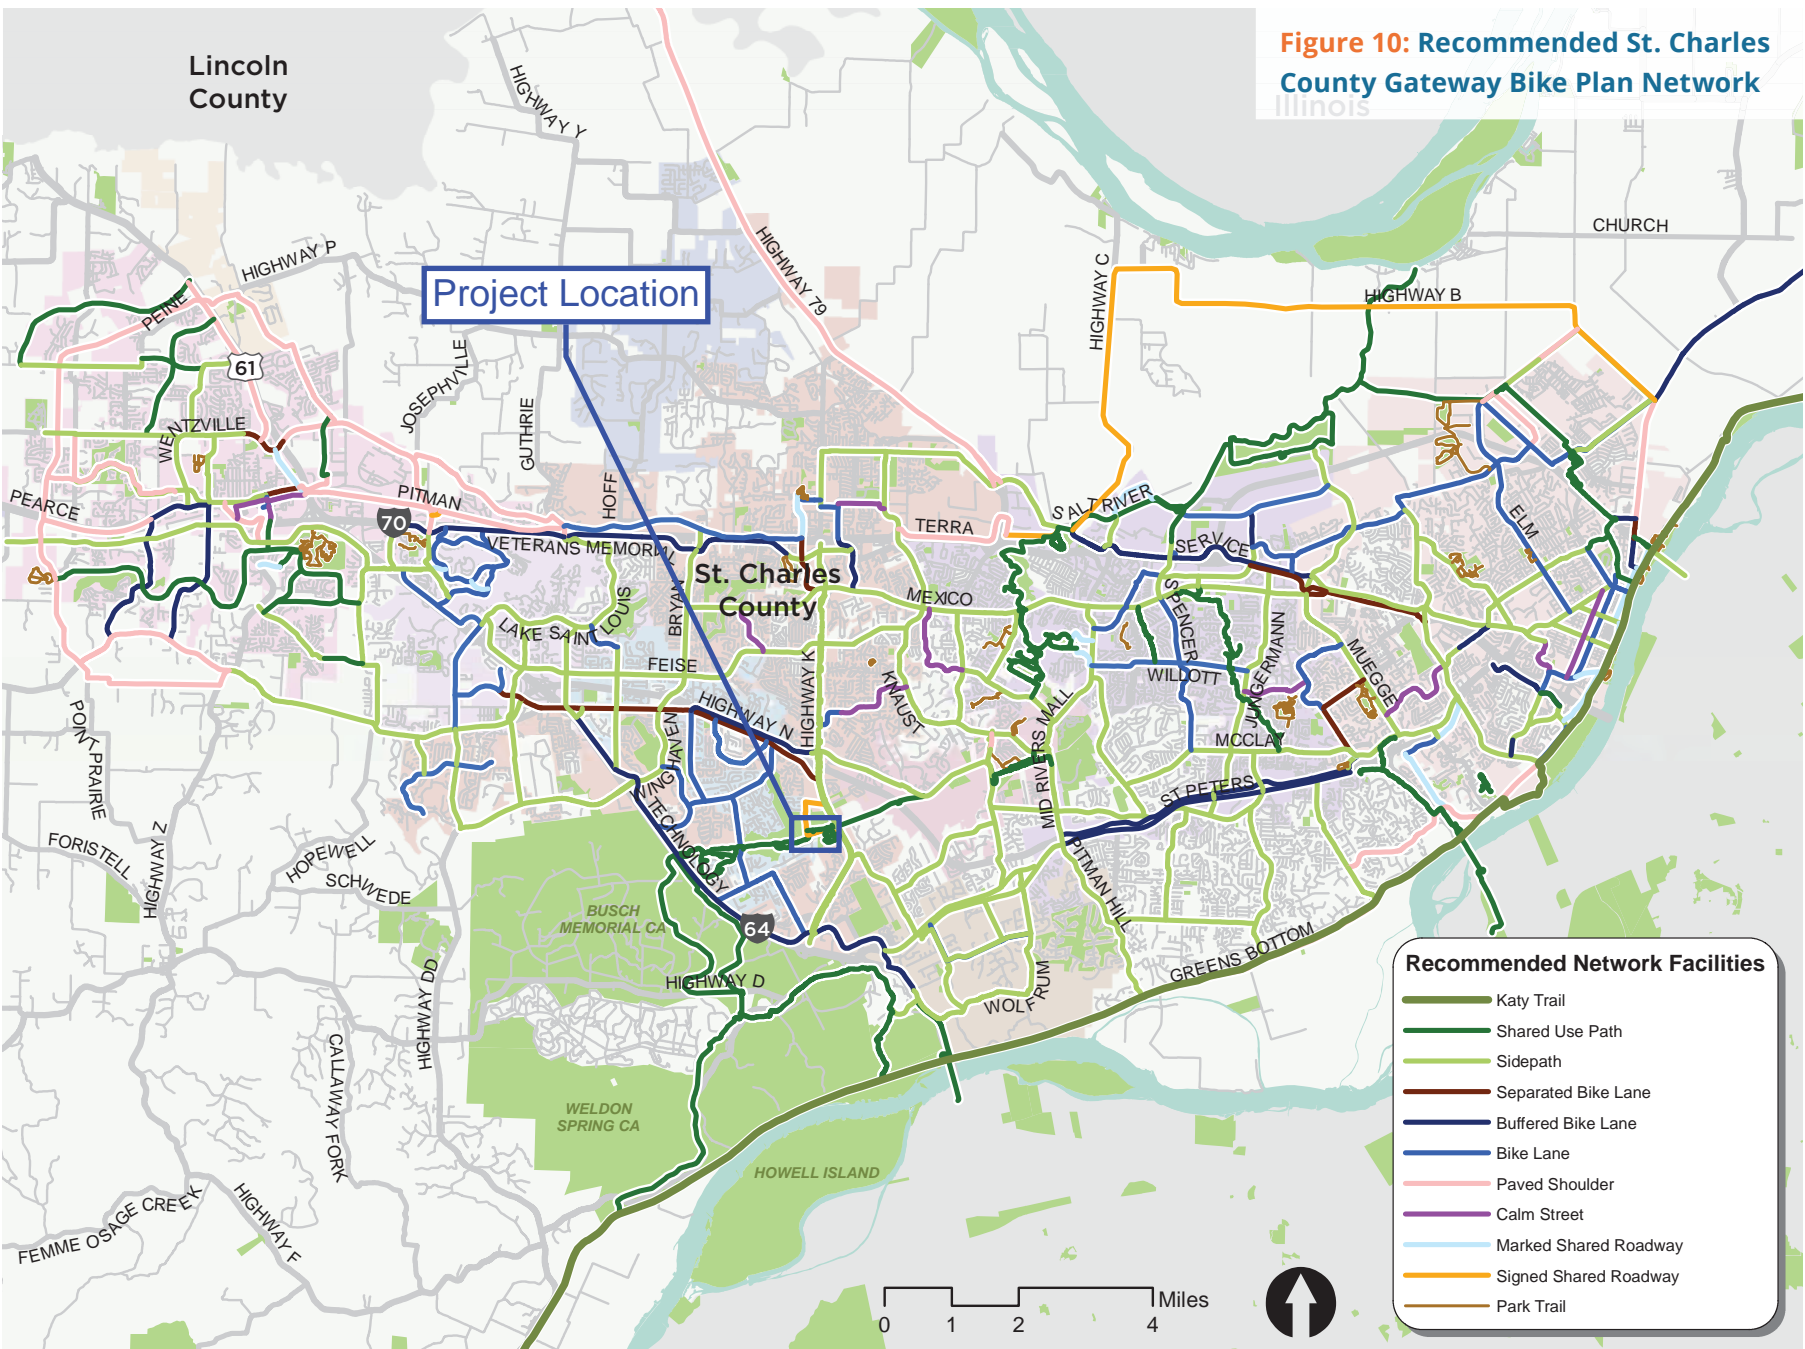 Figure 10: Recommended St. Charles
County Gateway Bike Plan Network
Illinois
Lincoln
County
HIGHWAY Y
HIGHWAY P
CHURCH
HIGHWAY 79
HIGHWAY C
HIGHWAY B
Project Location
PEINE
61
JOSEPHVILLE
GUTHRIE
WENTZVILLE
PEARCE
PITMAN
HOFF
70
VETERANS MEMORIAL
TERRA
SALT RIVER
SERVICE
ELM
St. Charles
County
MEXICO
LAKE SAINT LOUIS
BRYAN
FEISE
SPENCER
WILLOTT
JUNGERMANN
MUEGGE
HIGHWAY K
KNAUST
HIGHWAY N
MID RIVERS MALL
MCCLAY
POINT PRAIRIE
WINGHAVEN
TECHNOLOGY
ST PETERS
FORISTELL
HIGHWAY Z
HOPEWELL
SCHWEDE
PITMAN HILL
BUSCH
MEMORIAL CA
64
HIGHWAY D
HIGHWAY DD
GREENS BOTTOM
WOLFRUM
CALLAWAY FORK
WELDON
SPRING CA
HOWELL ISLAND
FEMME OSAGE CREEK
HIGHWAY F
Recommended Network Facilities
Katy Trail
Shared Use Path
Sidepath
Separated Bike Lane
Buffered Bike Lane
Bike Lane
Paved Shoulder
Calm Street
Marked Shared Roadway
Signed Shared Roadway
Park Trail
Miles
0 1 2 4